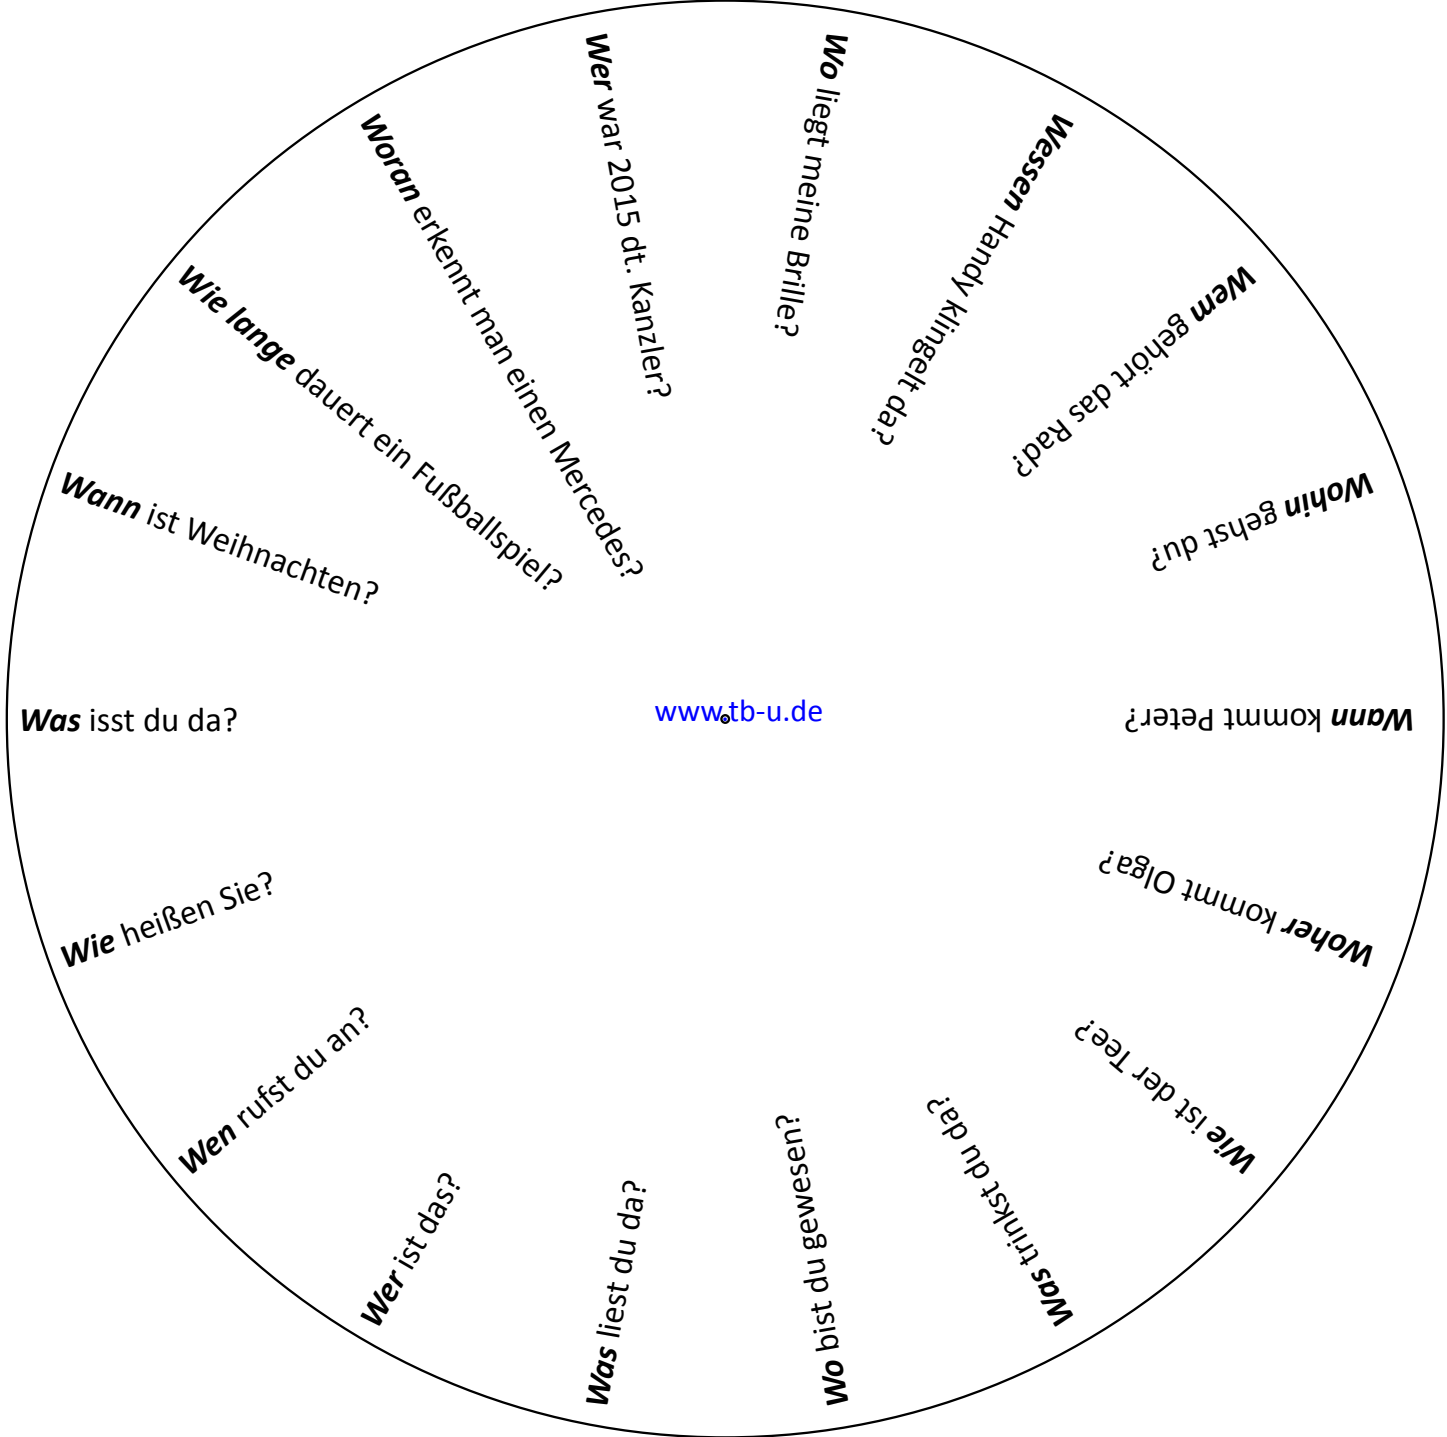 Was isst du da?
Wann ist Weihnachten?
Wie lange dauert ein Fußballspiel?
Woran erkennt man einen Mercedes?
Wer war 2015 dt. Kanzler?
Wo liegt meine Brille?
Wessen Handy klingelt da?
Wem gehört das Rad?
Wohin gehst du?
Wann kommt Peter?
Woher kommt Olga?
Wie ist der Tee?
Was trinkst du da?
Wo bist du gewesen?
Was liest du da?
Wer ist das?
Wen rufst du an?
Wie heißen Sie?
www.tb-u.de